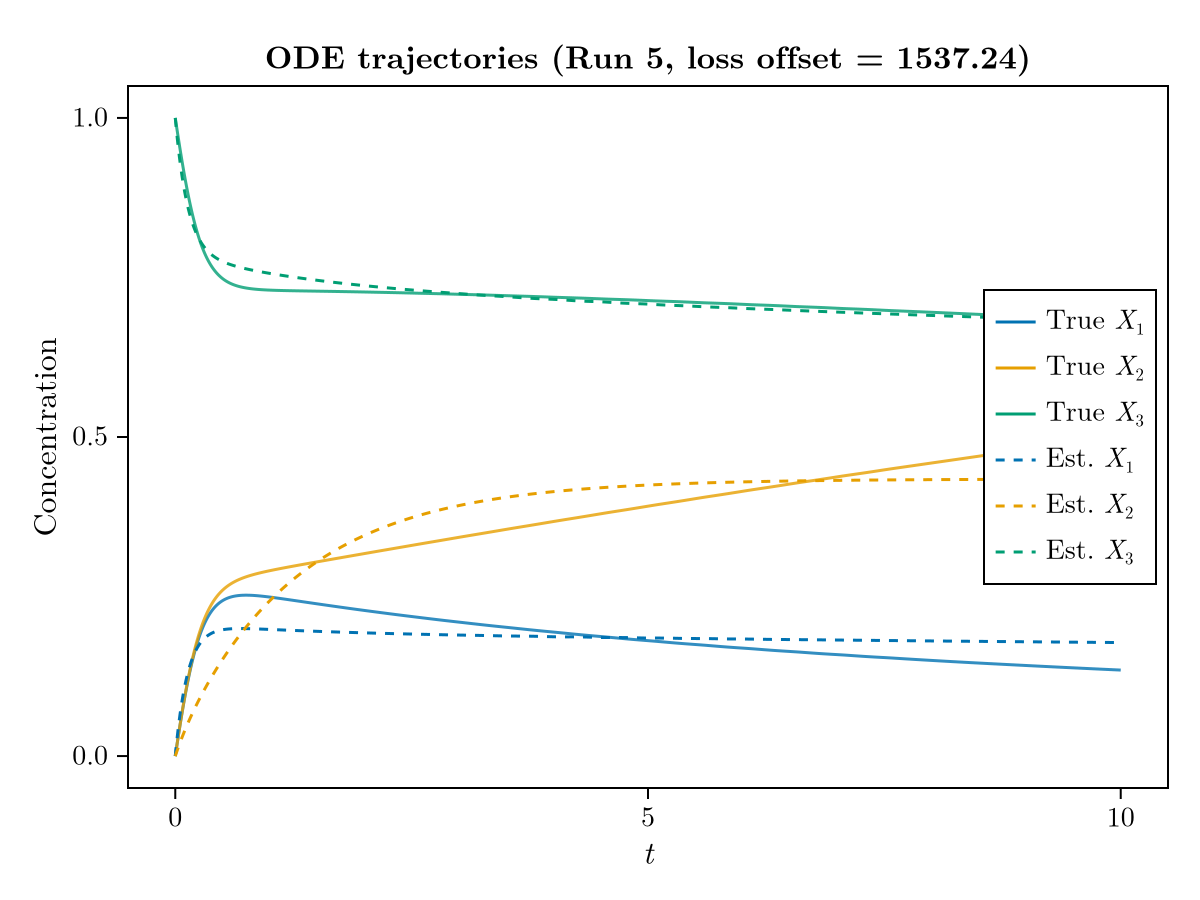 ODE trajectories (Run 5, loss offset = 1537.24)
1.0
0.5
0.0
Concentration
0
5
10
t
True X₁
True X₂
True X₃
Est. X₁
Est. X₂
Est. X₃